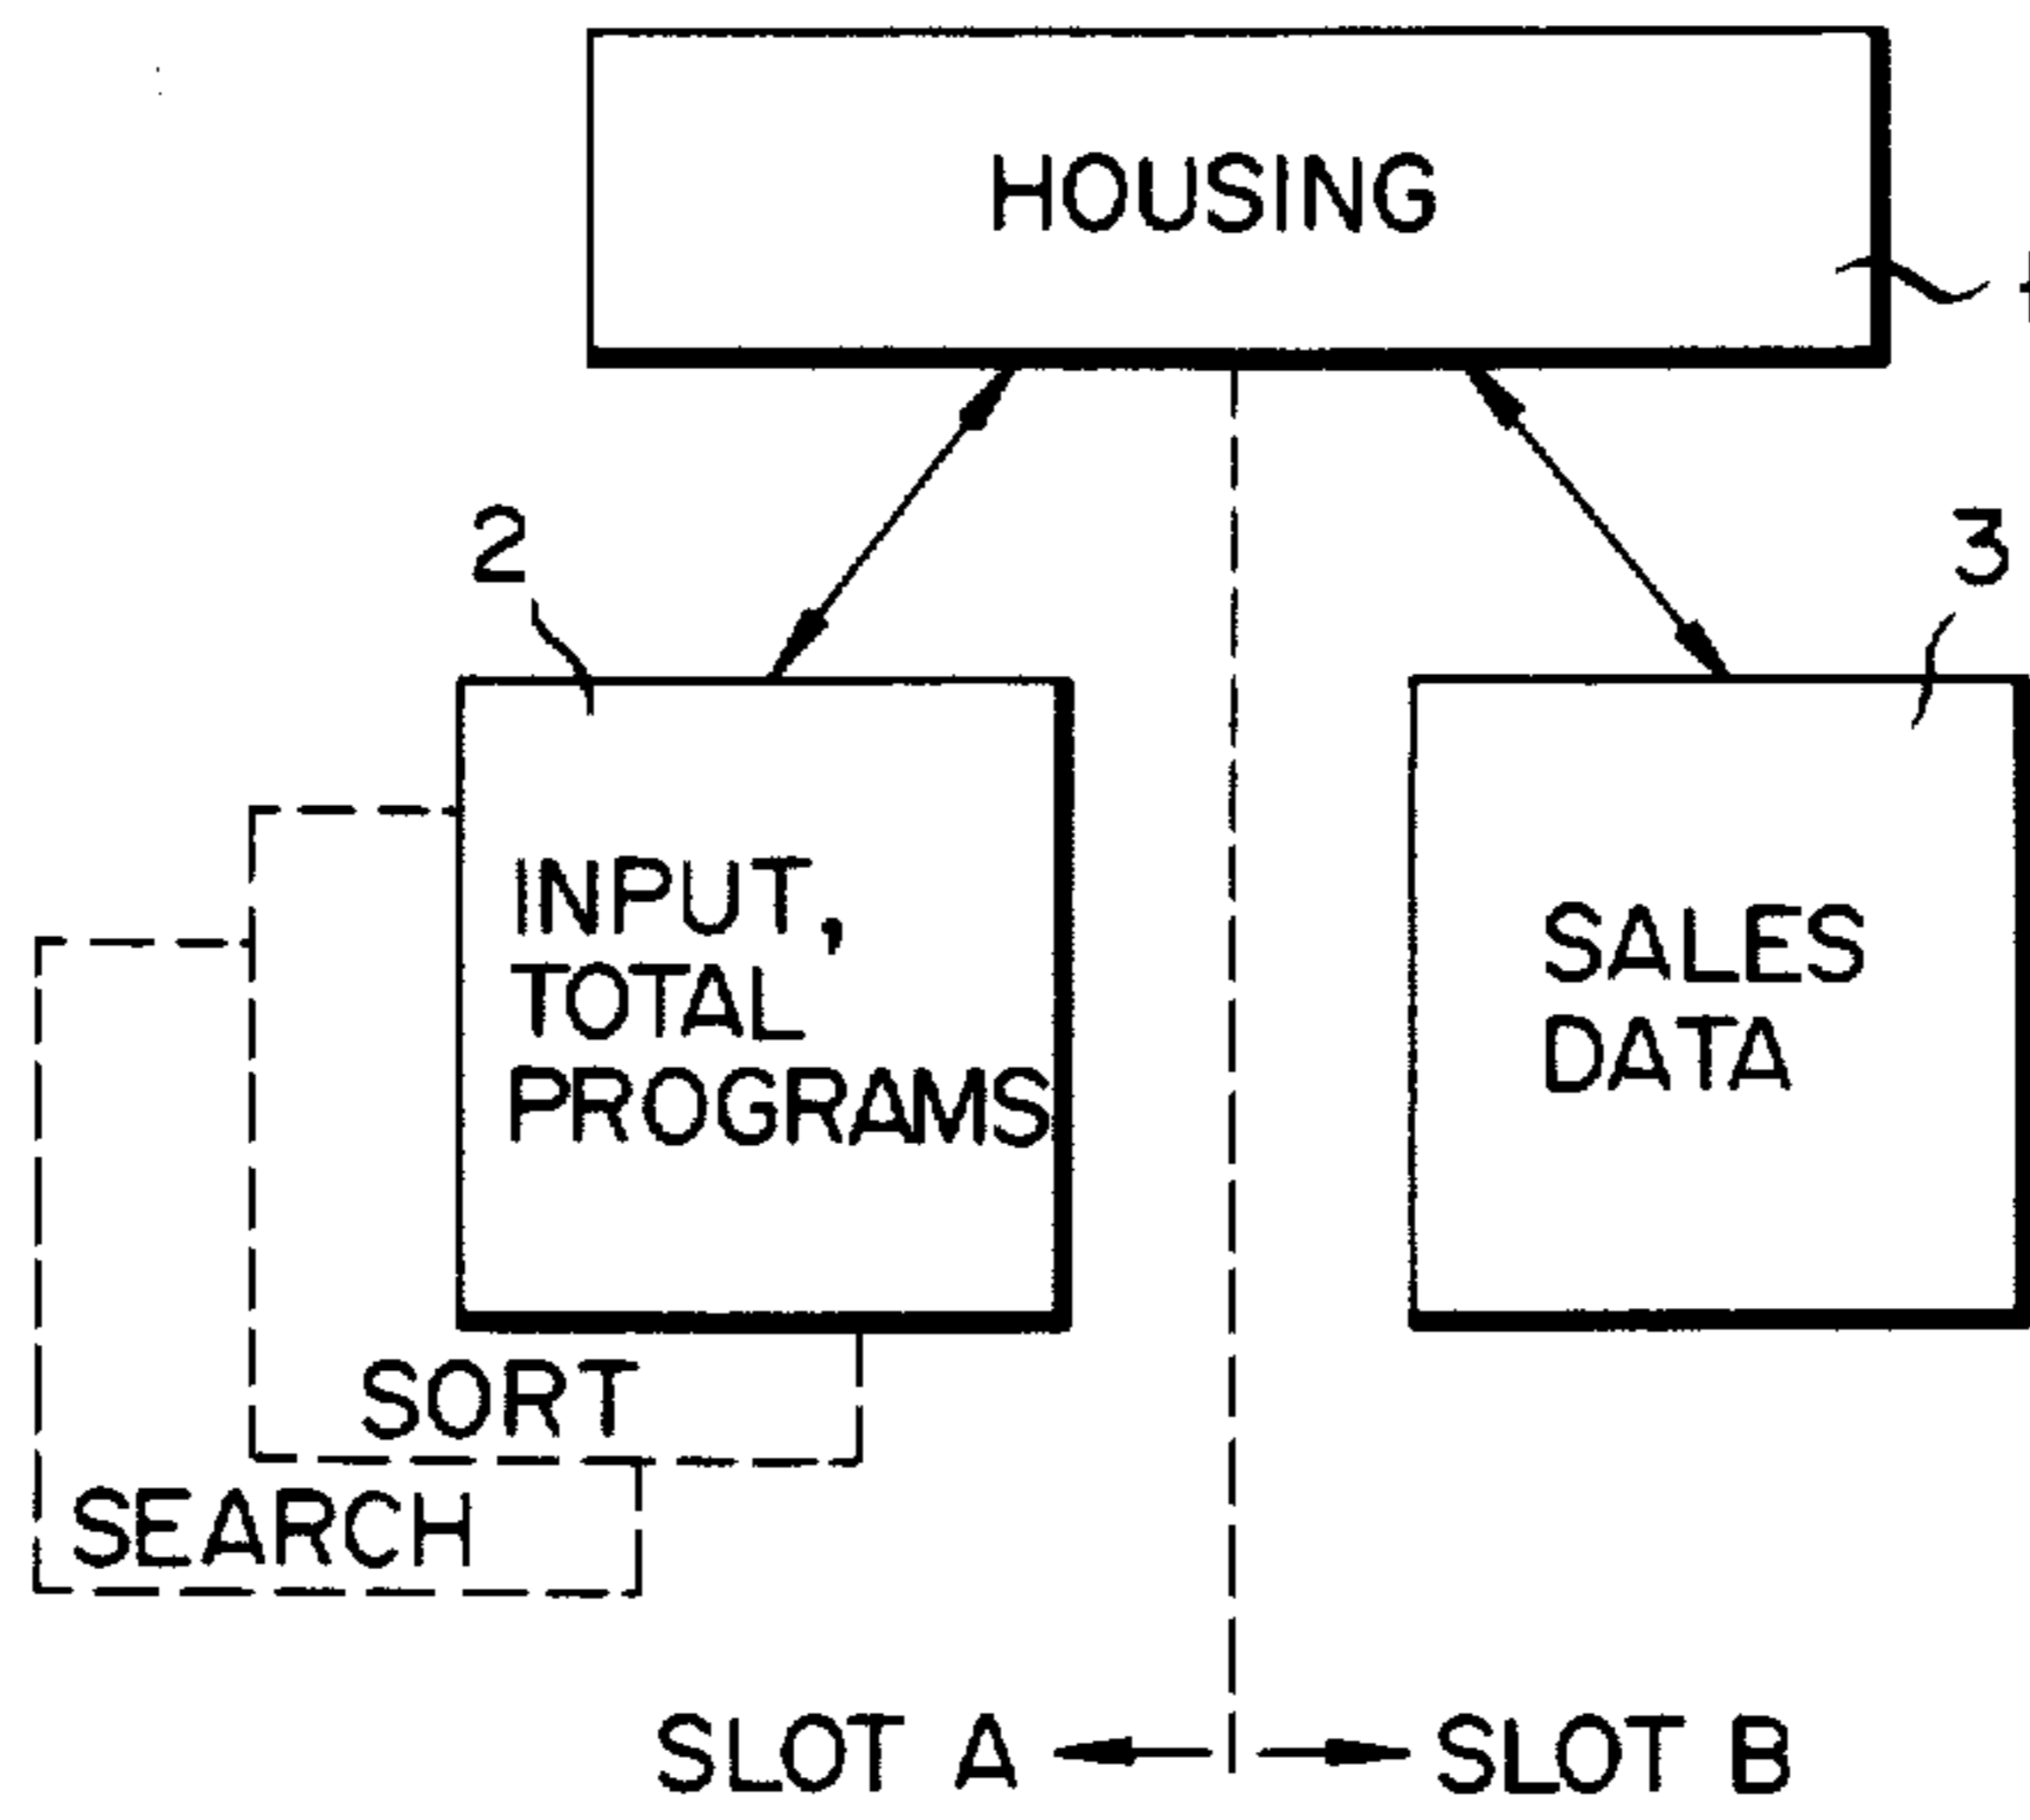 HOUSING
2
3
INPUT,
TOTAL
PROGRAMS
SALES
DATA
SORT
SEARCH
SLOT A
SLOT B